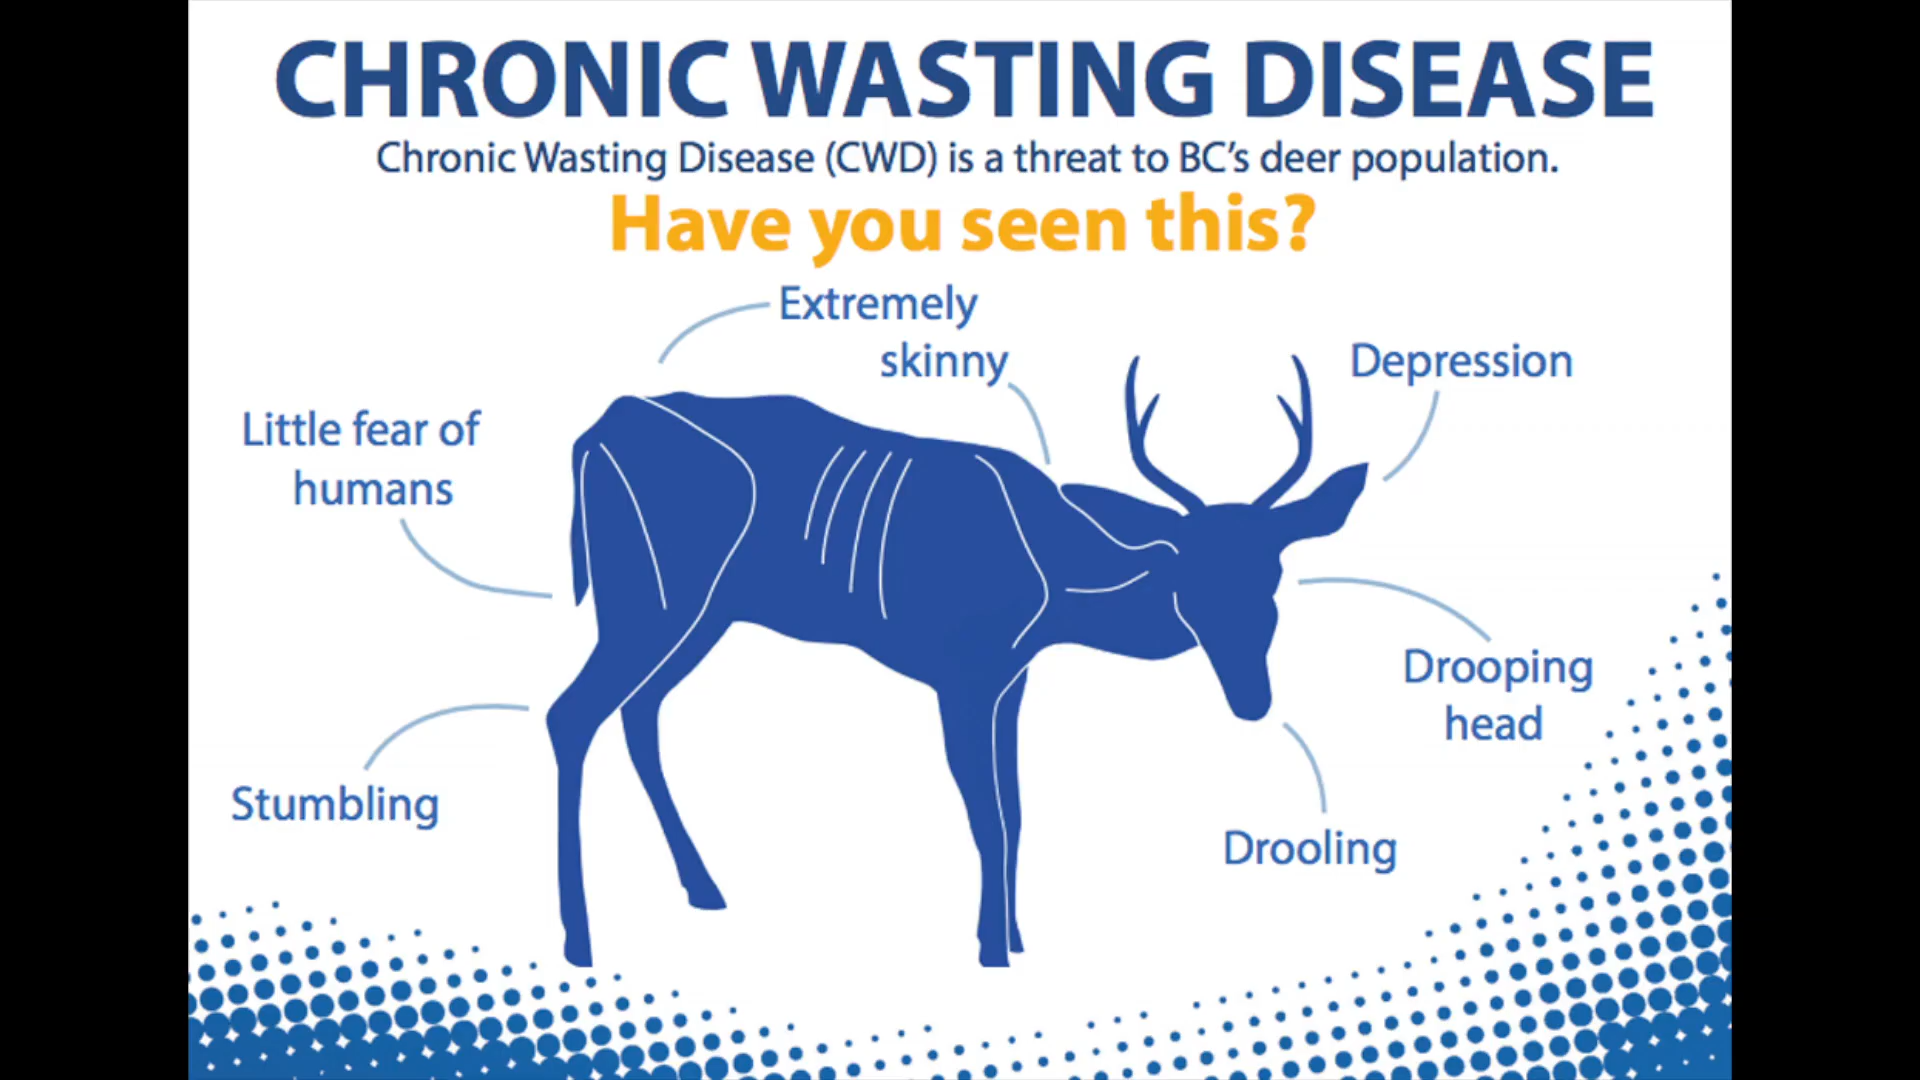 CHRONIC WASTING DISEASE
Chronic Wasting Disease (CWD) is a threat to BC's deer population.
Have you seen this?
Extremely
skinny
Depression
Little fear of
humans
Drooping
head
Stumbling
Drooling